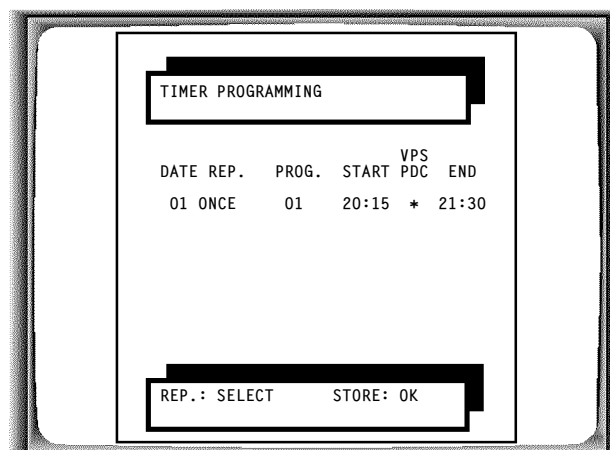 TIMER PROGRAMMING
VPS
DATE REP. PROG. START PDC END
01 ONCE 01 20:15 * 21:30
REP.: SELECT STORE: OK